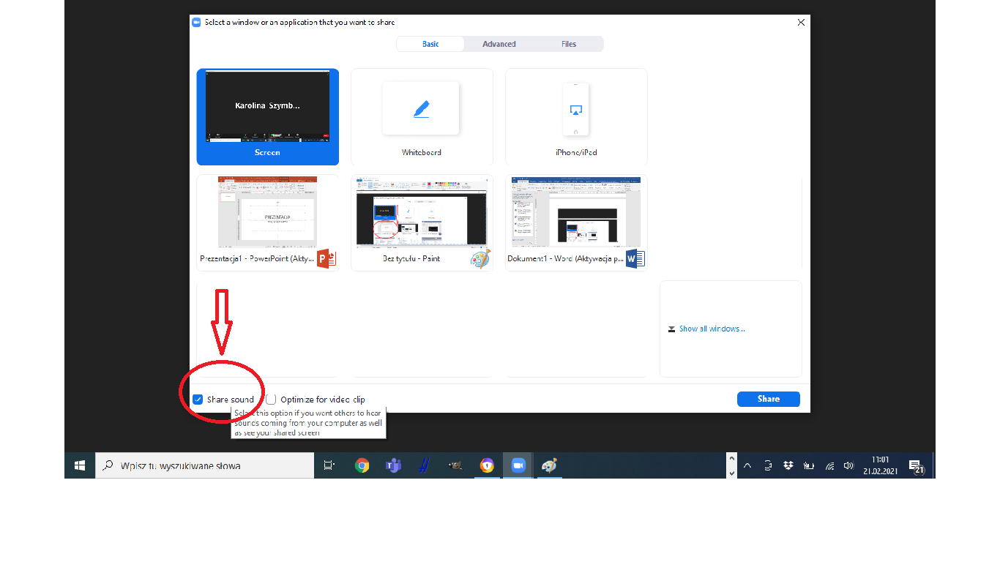 Select a window or an application that you want to share
Basic
Advanced
Files
Karolina Szymb...
Screen
Whiteboard
iPhone/iPad
PREZENTACJA
Prezentacja1 - PowerPoint (Akty...
Bez tytułu - Paint
Dokument1 - Word (Aktywacja p...
Show all windows...
Share sound
Optimize for video clip
Share
Select this option if you want others to hear
sounds coming from your computer as well
as see your shared screen
Wpisz tu wyszukiwane słowa
11:01
21.02.2021
21